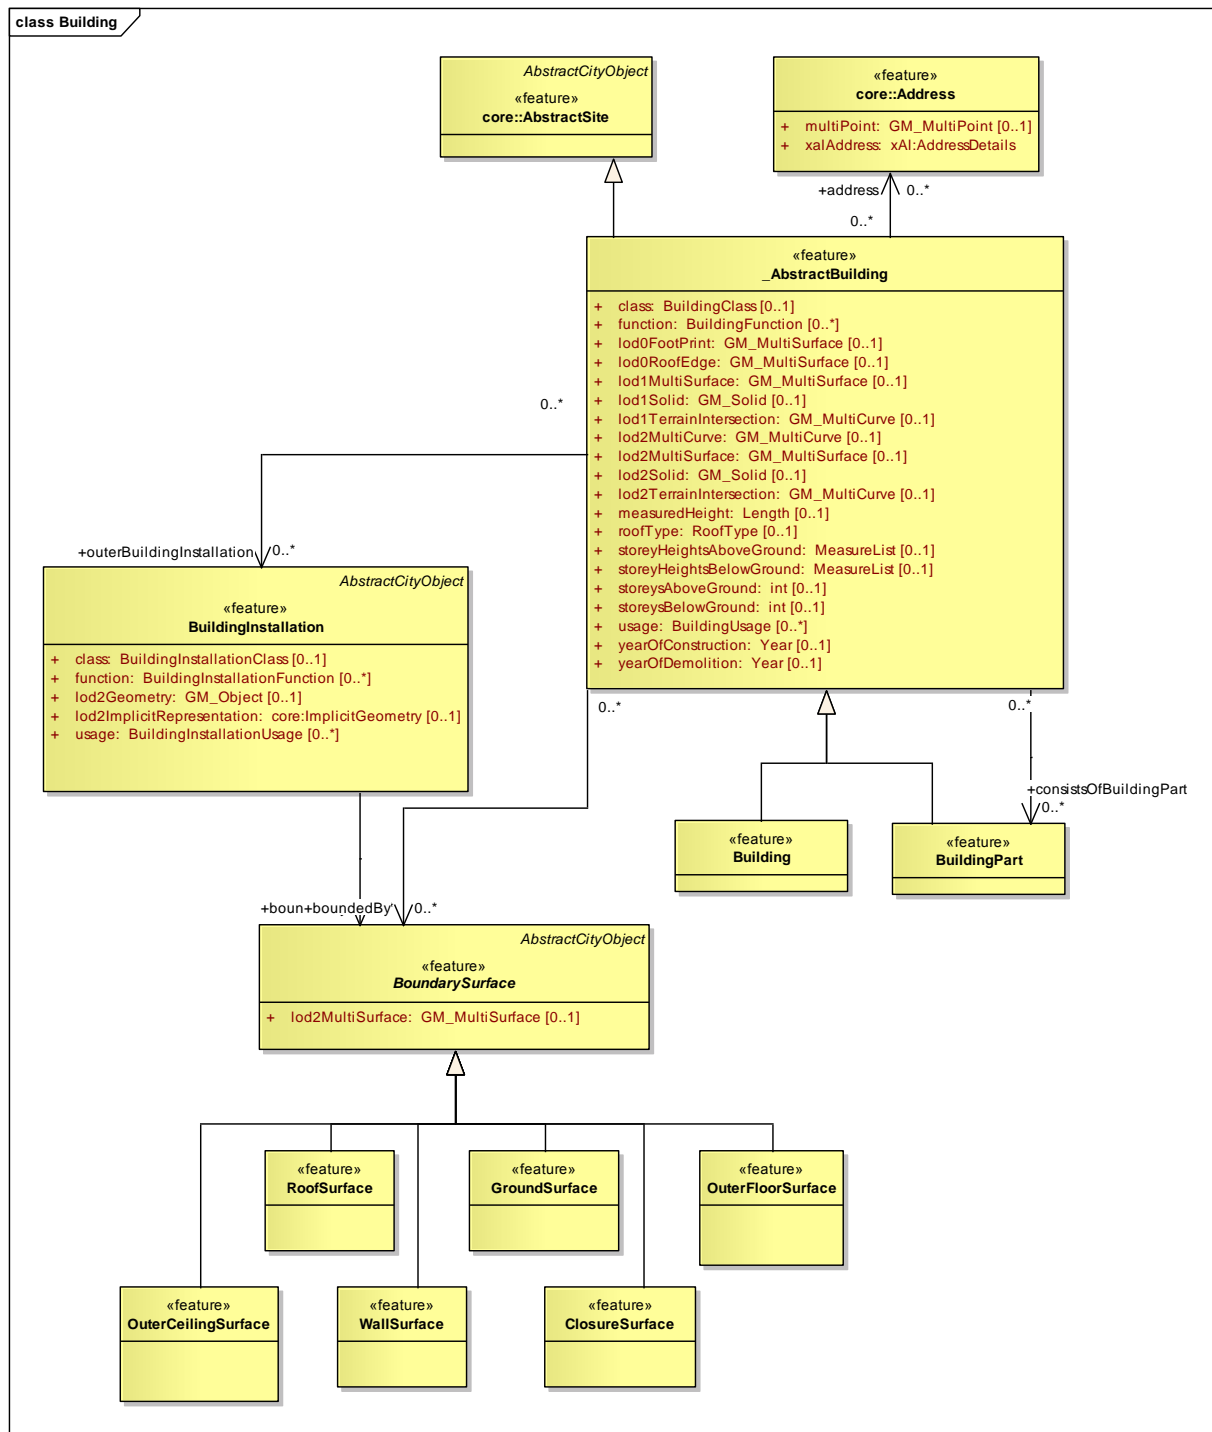 class Building
AbstractCityObject
«feature»
core::AbstractSite
«feature»
core::Address
+ multiPoint: GM_MultiPoint [0..1]
+ xalAddress: xAl:AddressDetails
+address
0..*
0..*
«feature»
_AbstractBuilding
+ class: BuildingClass [0..1]
+ function: BuildingFunction [0..*]
+ lod0FootPrint: GM_MultiSurface [0..1]
+ lod0RoofEdge: GM_MultiSurface [0..1]
+ lod1MultiSurface: GM_MultiSurface [0..1]
+ lod1Solid: GM_Solid [0..1]
+ lod1TerrainIntersection: GM_MultiCurve [0..1]
+ lod2MultiCurve: GM_MultiCurve [0..1]
+ lod2MultiSurface: GM_MultiSurface [0..1]
+ lod2Solid: GM_Solid [0..1]
+ lod2TerrainIntersection: GM_MultiCurve [0..1]
+ measuredHeight: Length [0..1]
+ roofType: RoofType [0..1]
+ storeyHeightsAboveGround: MeasureList [0..1]
+ storeyHeightsBelowGround: MeasureList [0..1]
+ storeysAboveGround: int [0..1]
+ storeysBelowGround: int [0..1]
+ usage: BuildingUsage [0..*]
+ yearOfConstruction: Year [0..1]
+ yearOfDemolition: Year [0..1]
0..*
+outerBuildingInstallation
0..*
AbstractCityObject
«feature»
BuildingInstallation
+ class: BuildingInstallationClass [0..1]
+ function: BuildingInstallationFunction [0..*]
+ lod2Geometry: GM_Object [0..1]
+ lod2ImplicitRepresentation: core:ImplicitGeometry [0..1]
+ usage: BuildingInstallationUsage [0..*]
0..*
0..*
+consistsOfBuildingPart
0..*
«feature»
Building
«feature»
BuildingPart
+boun+boundedBy
0..*
AbstractCityObject
«feature»
BoundarySurface
+ lod2MultiSurface: GM_MultiSurface [0..1]
«feature»
RoofSurface
«feature»
GroundSurface
«feature»
OuterFloorSurface
«feature»
OuterCeilingSurface
«feature»
WallSurface
«feature»
ClosureSurface